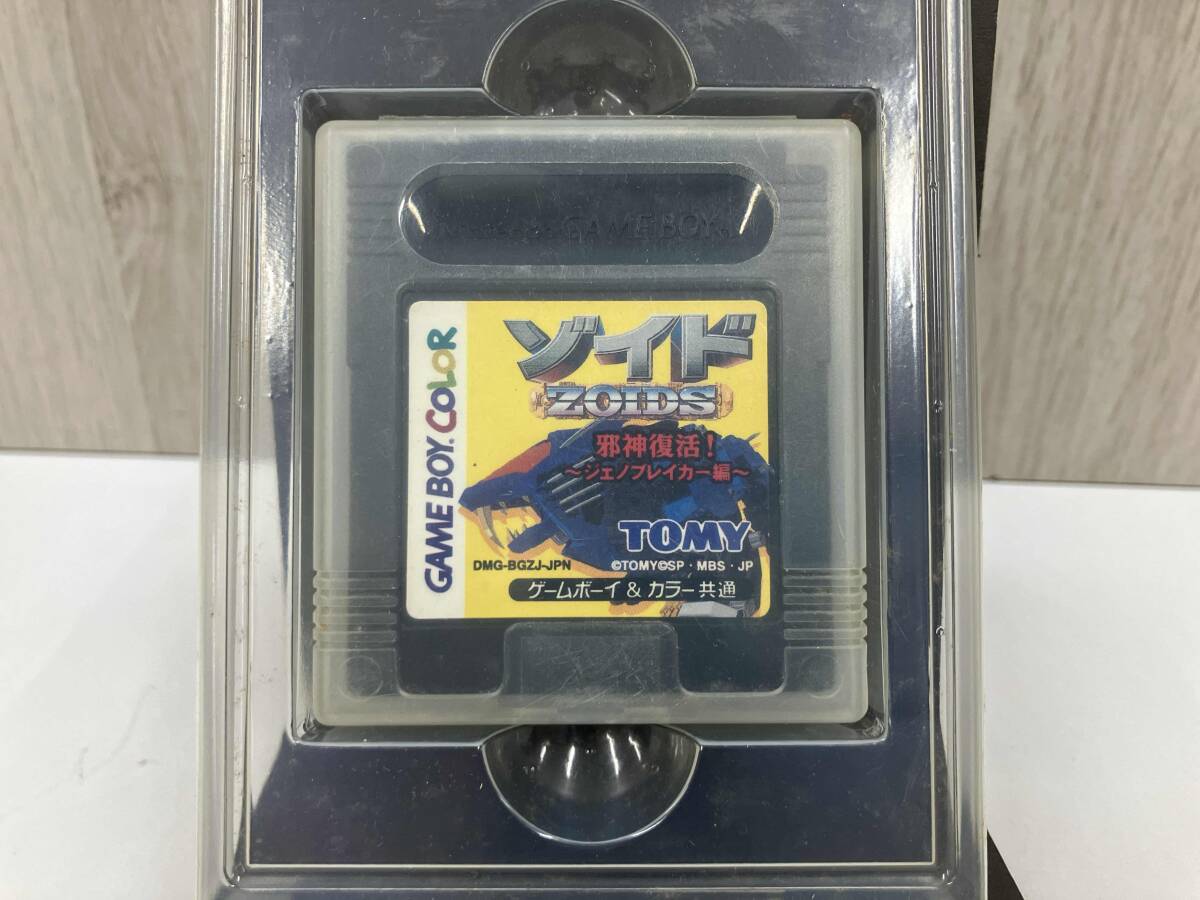 GAME BOY
GAME BOY COLOR
ゾイド
ZOIDS
邪神復活!
～ジェノブレイカー編～
TOMY
DMG-BGZJ-JPN
©TOMY©SP・MBS・JP
ゲームボーイ & カラー共通